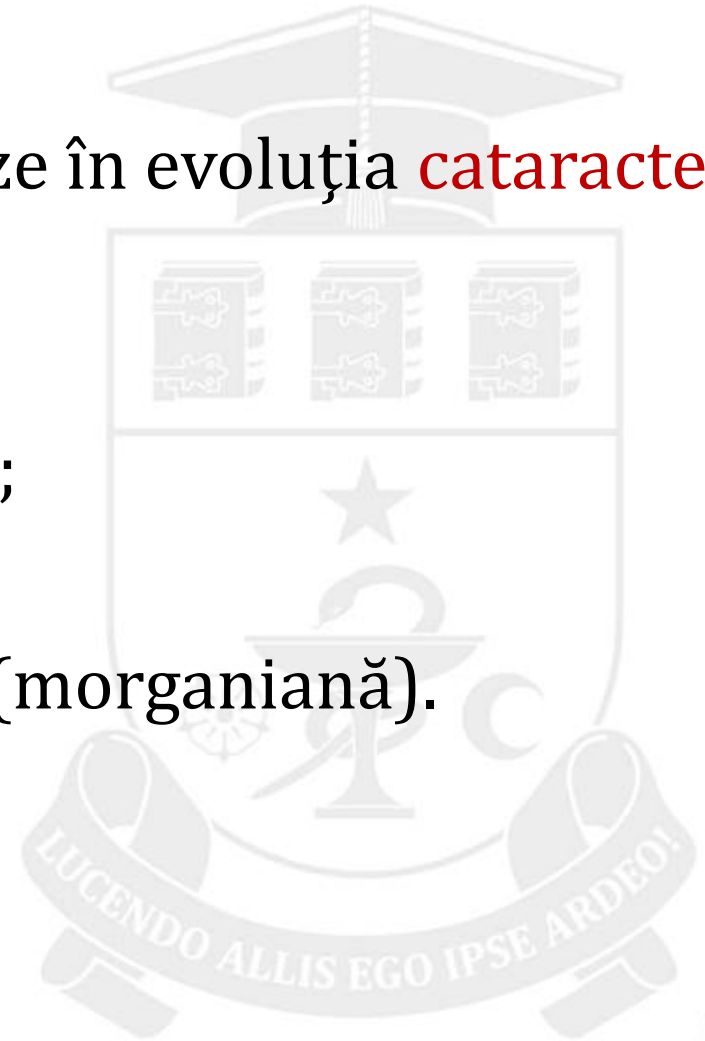 ze în evoluţia cataracte
;
(morganiană).
LUCENDO ALLIS EGO IPSE ARDEO!